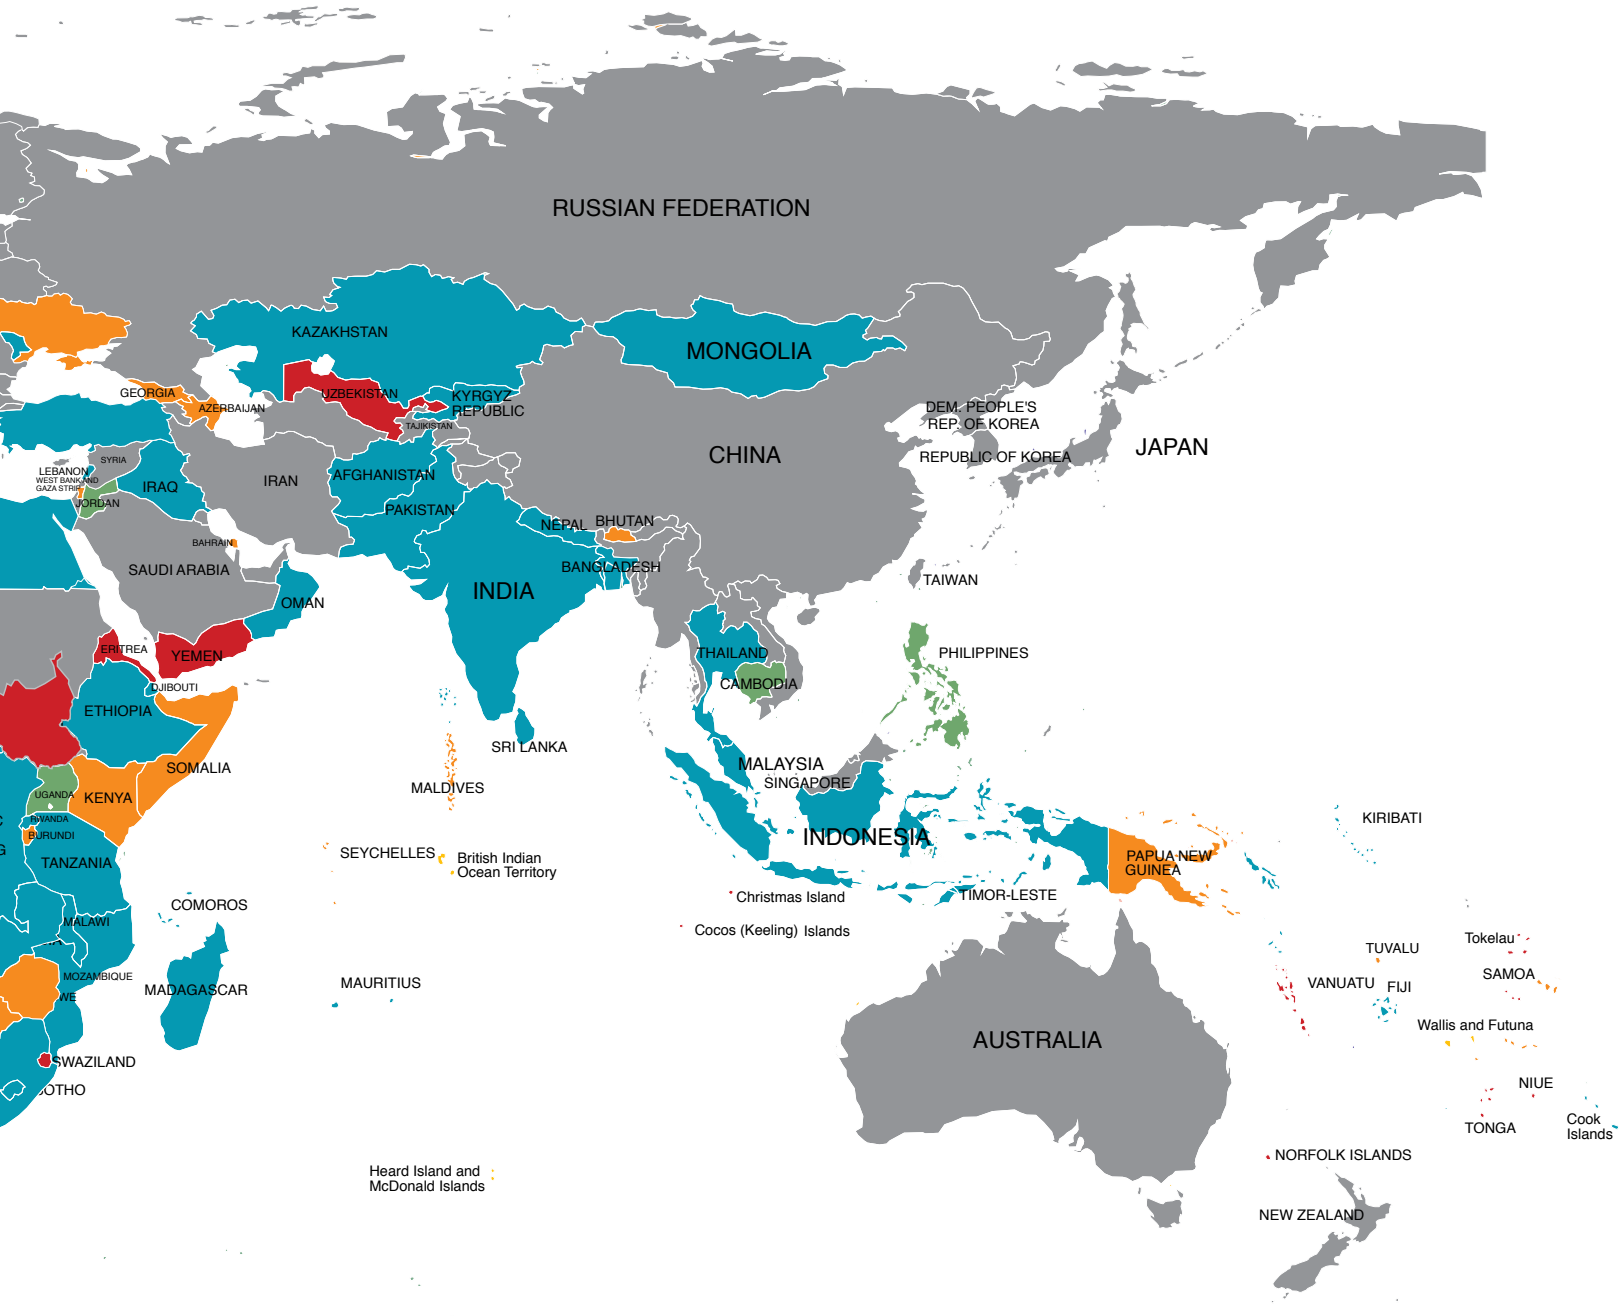 RUSSIAN FEDERATION
KAZAKHSTAN
MONGOLIA
GEORGIA
AZERBAIJAN
UZBEKISTAN
KYRGYZ
REPUBLIC
TAJIKISTAN
DEM. PEOPLE'S
REP. OF KOREA
REPUBLIC OF KOREA
JAPAN
CHINA
SYRIA
LEBANON
WEST BANK AND
GAZA STRIP
JORDAN
IRAQ
IRAN
AFGHANISTAN
PAKISTAN
NEPAL
BHUTAN
BAHRAIN
SAUDI ARABIA
BANGLADESH
INDIA
OMAN
TAIWAN
ERITREA
YEMEN
THAILAND
PHILIPPINES
DJIBOUTI
CAMBODIA
ETHIOPIA
SRI LANKA
SOMALIA
MALAYSIA
SINGAPORE
MALDIVES
UGANDA
KENYA
RWANDA
BURUNDI
C
G
TANZANIA
INDONESIA
KIRIBATI
SEYCHELLES
British Indian
Ocean Territory
PAPUA NEW
GUINEA
Christmas Island
TIMOR-LESTE
COMOROS
MALAWI
Cocos (Keeling) Islands
TUVALU
Tokelau
MOZAMBIQUE
MADAGASCAR
MAURITIUS
VANUATU
FIJI
SAMOA
WE
Wallis and Futuna
AUSTRALIA
SWAZILAND
OTHO
NIUE
TONGA
Cook
Islands
NORFOLK ISLANDS
Heard Island and
McDonald Islands
NEW ZEALAND